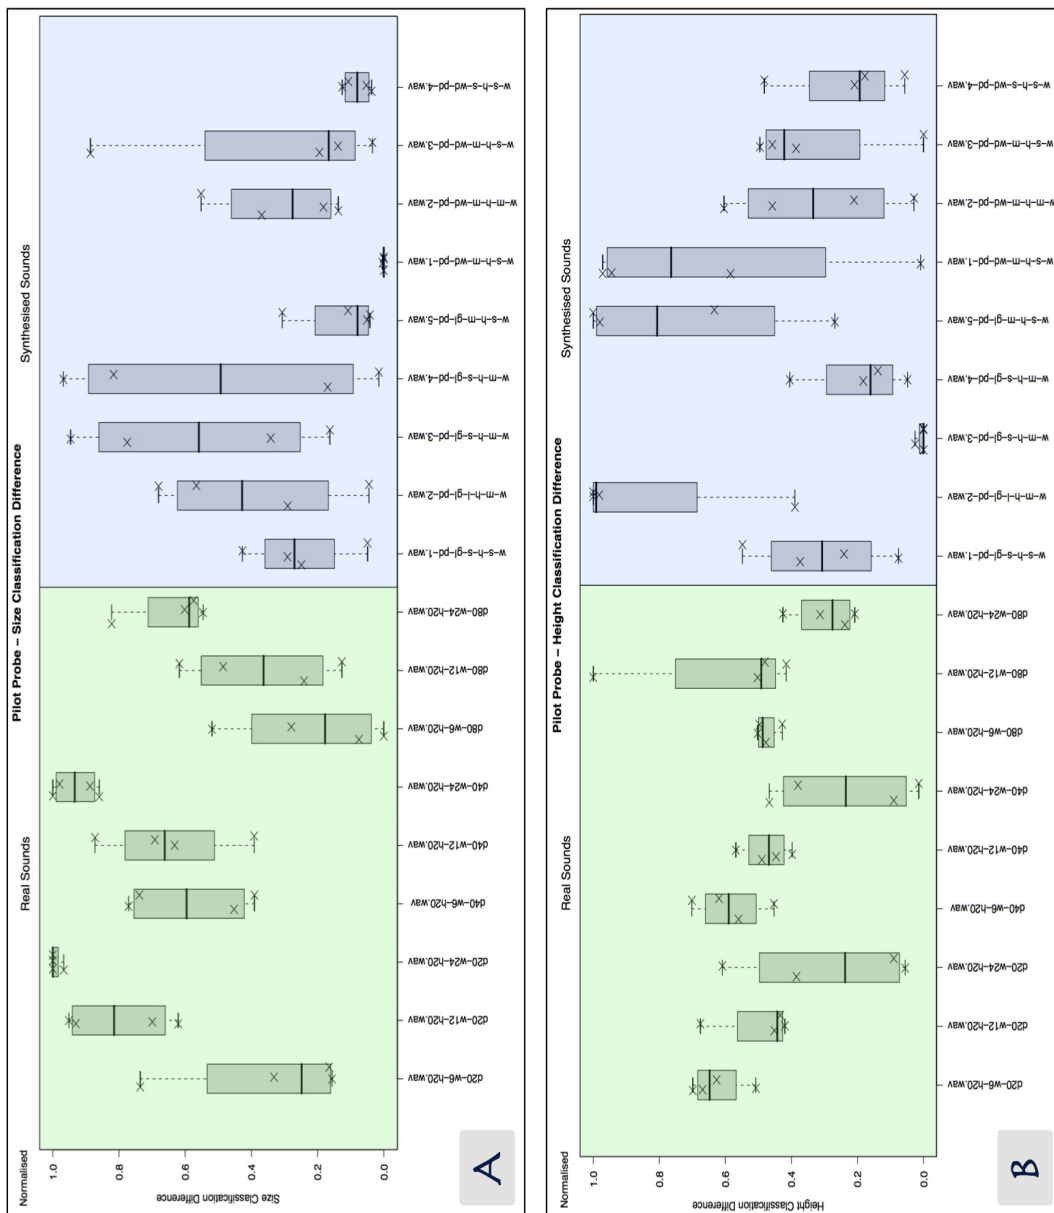 Pilot Probe – Size Classification Difference
Normalised
Real Sounds
Synthesised Sounds
Size Classification Difference
1.0
0.8
0.6
0.4
0.2
0.0
d20-w6-h20.wav
d20-w12-h20.wav
d20-w24-h20.wav
d40-w6-h20.wav
d40-w12-h20.wav
d40-w24-h20.wav
d80-w6-h20.wav
d80-w12-h20.wav
d80-w24-h20.wav
w-s-h-s-gl-pd-1.wav
w-m-h-l-gl-pd-2.wav
w-m-h-s-gl-pd-3.wav
w-m-h-s-gl-pd-4.wav
w-s-h-m-gl-pd-5.wav
w-s-h-m-wd-pd-1.wav
w-m-h-m-wd-pd-2.wav
w-s-h-m-wd-pd-3.wav
w-s-h-s-wd-pd-4.wav
A
Pilot Probe – Height Classification Difference
Normalised
Real Sounds
Synthesised Sounds
Height Classification Difference
1.0
0.8
0.6
0.4
0.2
0.0
d20-w6-h20.wav
d20-w12-h20.wav
d20-w24-h20.wav
d40-w6-h20.wav
d40-w12-h20.wav
d40-w24-h20.wav
d80-w6-h20.wav
d80-w12-h20.wav
d80-w24-h20.wav
w-s-h-s-gl-pd-1.wav
w-m-h-l-gl-pd-2.wav
w-m-h-s-gl-pd-3.wav
w-m-h-s-gl-pd-4.wav
w-s-h-m-gl-pd-5.wav
w-s-h-m-wd-pd-1.wav
w-m-h-m-wd-pd-2.wav
w-s-h-m-wd-pd-3.wav
w-s-h-s-wd-pd-4.wav
B